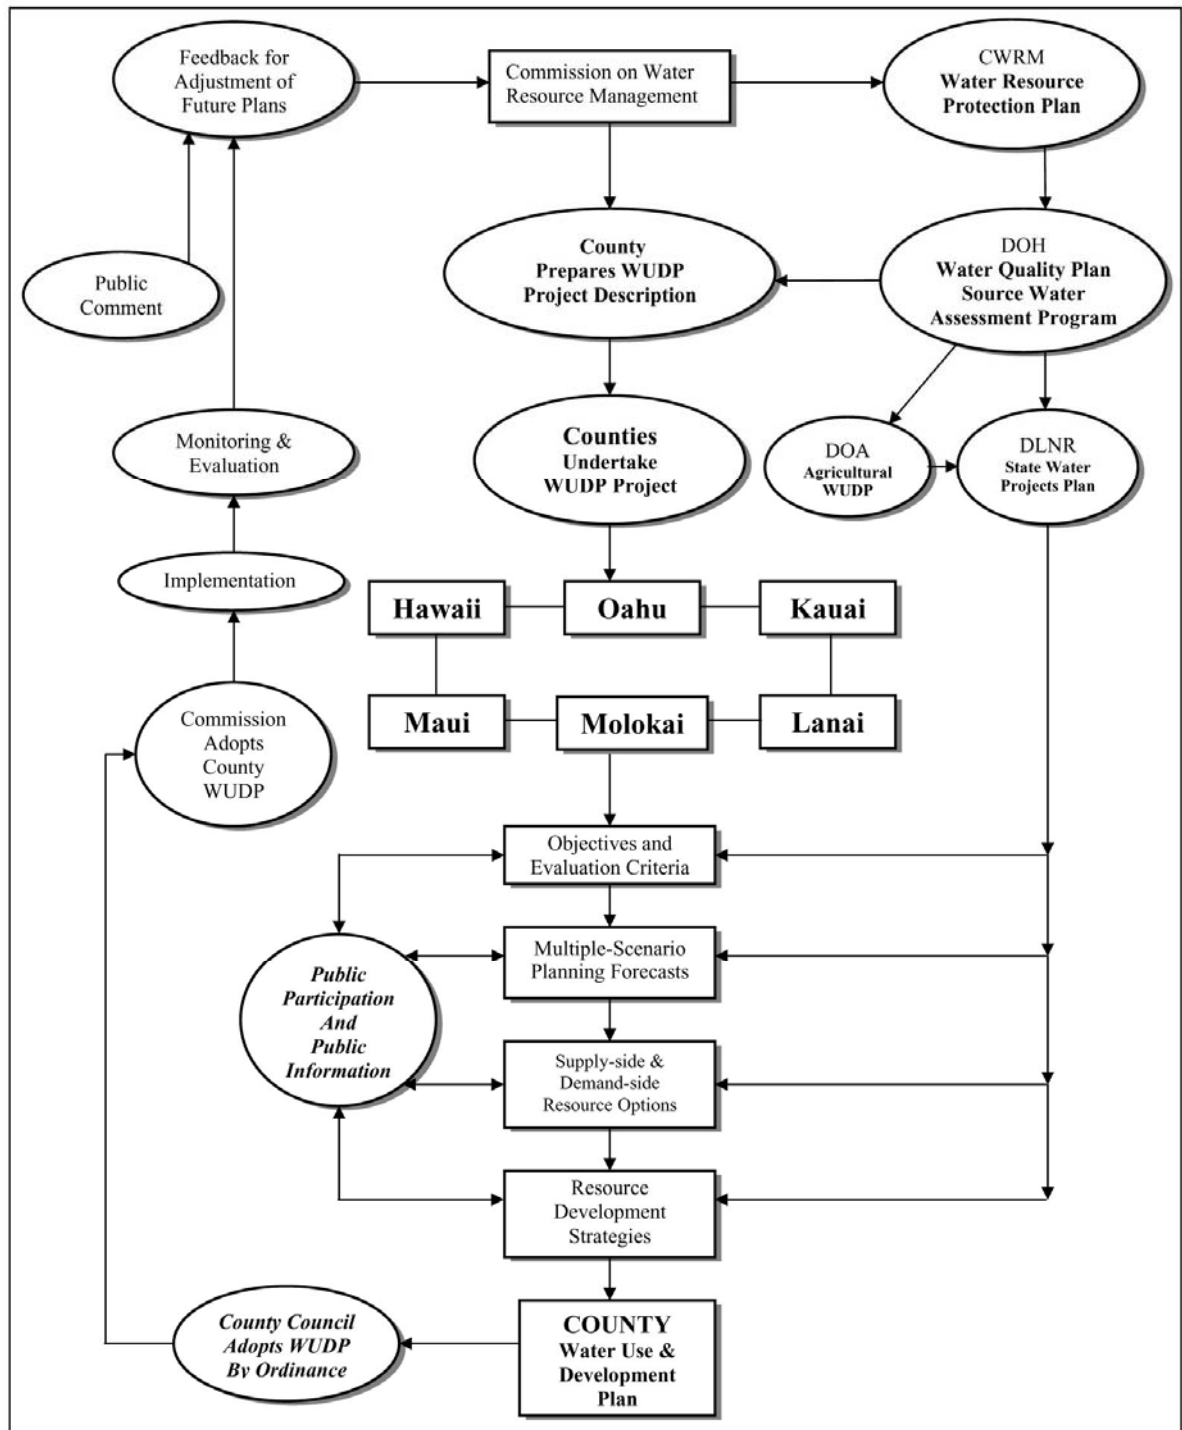 Feedback for
Adjustment of
Future Plans
Commission on Water
Resource Management
CWRM
Water Resource
Protection Plan
Public
Comment
County
Prepares WUDP
Project Description
DOH
Water Quality Plan
Source Water
Assessment Program
Monitoring &
Evaluation
Counties
Undertake
WUDP Project
DOA
Agricultural
WUDP
DLNR
State Water
Projects Plan
Implementation
Hawaii
Oahu
Kauai
Maui
Molokai
Lanai
Commission
Adopts
County
WUDP
Objectives and
Evaluation Criteria
Multiple-Scenario
Planning Forecasts
Public
Participation
And
Public
Information
Supply-side &
Demand-side
Resource Options
Resource
Development
Strategies
County Council
Adopts WUDP
By Ordinance
COUNTY
Water Use &
Development
Plan